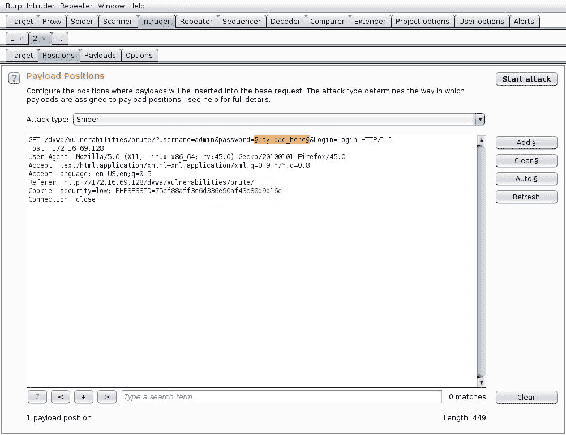 Burp Intruder Repeater Window Help
Target Proxy Spider Scanner Intruder Repeater Sequencer Decoder Comparer Extender Project options User options Alerts
1 × 2 × ...
Target Positions Payloads Options
? Payload Positions Start attack
Configure the positions where payloads will be inserted into the base request. The attack type determines the way in which
payloads are assigned to payload positions - see help for full details.
Attack type: Sniper
GET /dvwa/vulnerabilities/brute/?username=admin&password=§ &Login=Login HTTP/1.1
Host: 172.16.69.128
User-Agent: Mozilla/5.0 (X11; Linux x86_64; rv:45.0) Gecko/20100101 Firefox/45.0
Accept: text/html,application/xhtml+xml,application/xml;q=0.9,*/*;q=0.8
Accept-Language: en-US,en;q=0.5
Referer: http://172.16.69.128/dvwa/vulnerabilities/brute/
Cookie: security=low;
Connection: close
Add §
Clear §
Auto §
Refresh
? < + > Type a search term 0 matches Clear
1 payload position Length: 449